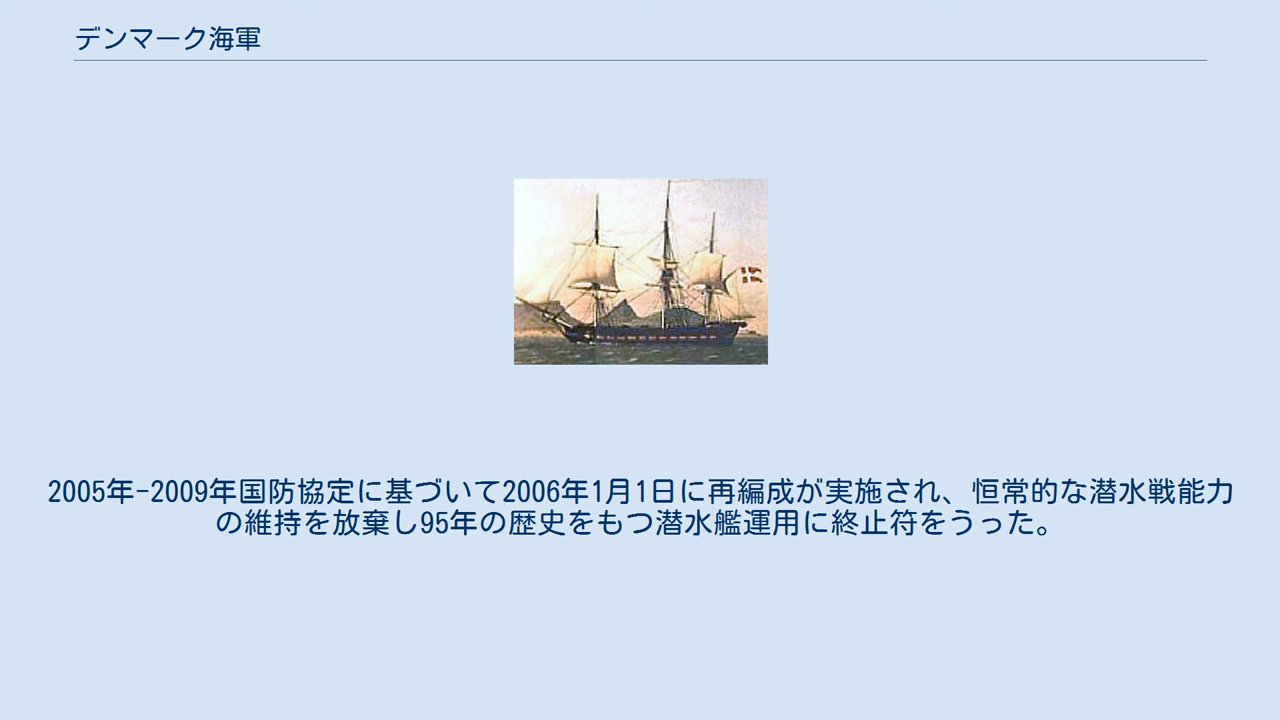 デンマーク海軍
2005年-2009年国防協定に基づいて2006年1月1日に再編成が実施され、恒常的な潜水戦能力
の維持を放棄し95年の歴史をもつ潜水艦運用に終止符をうった。